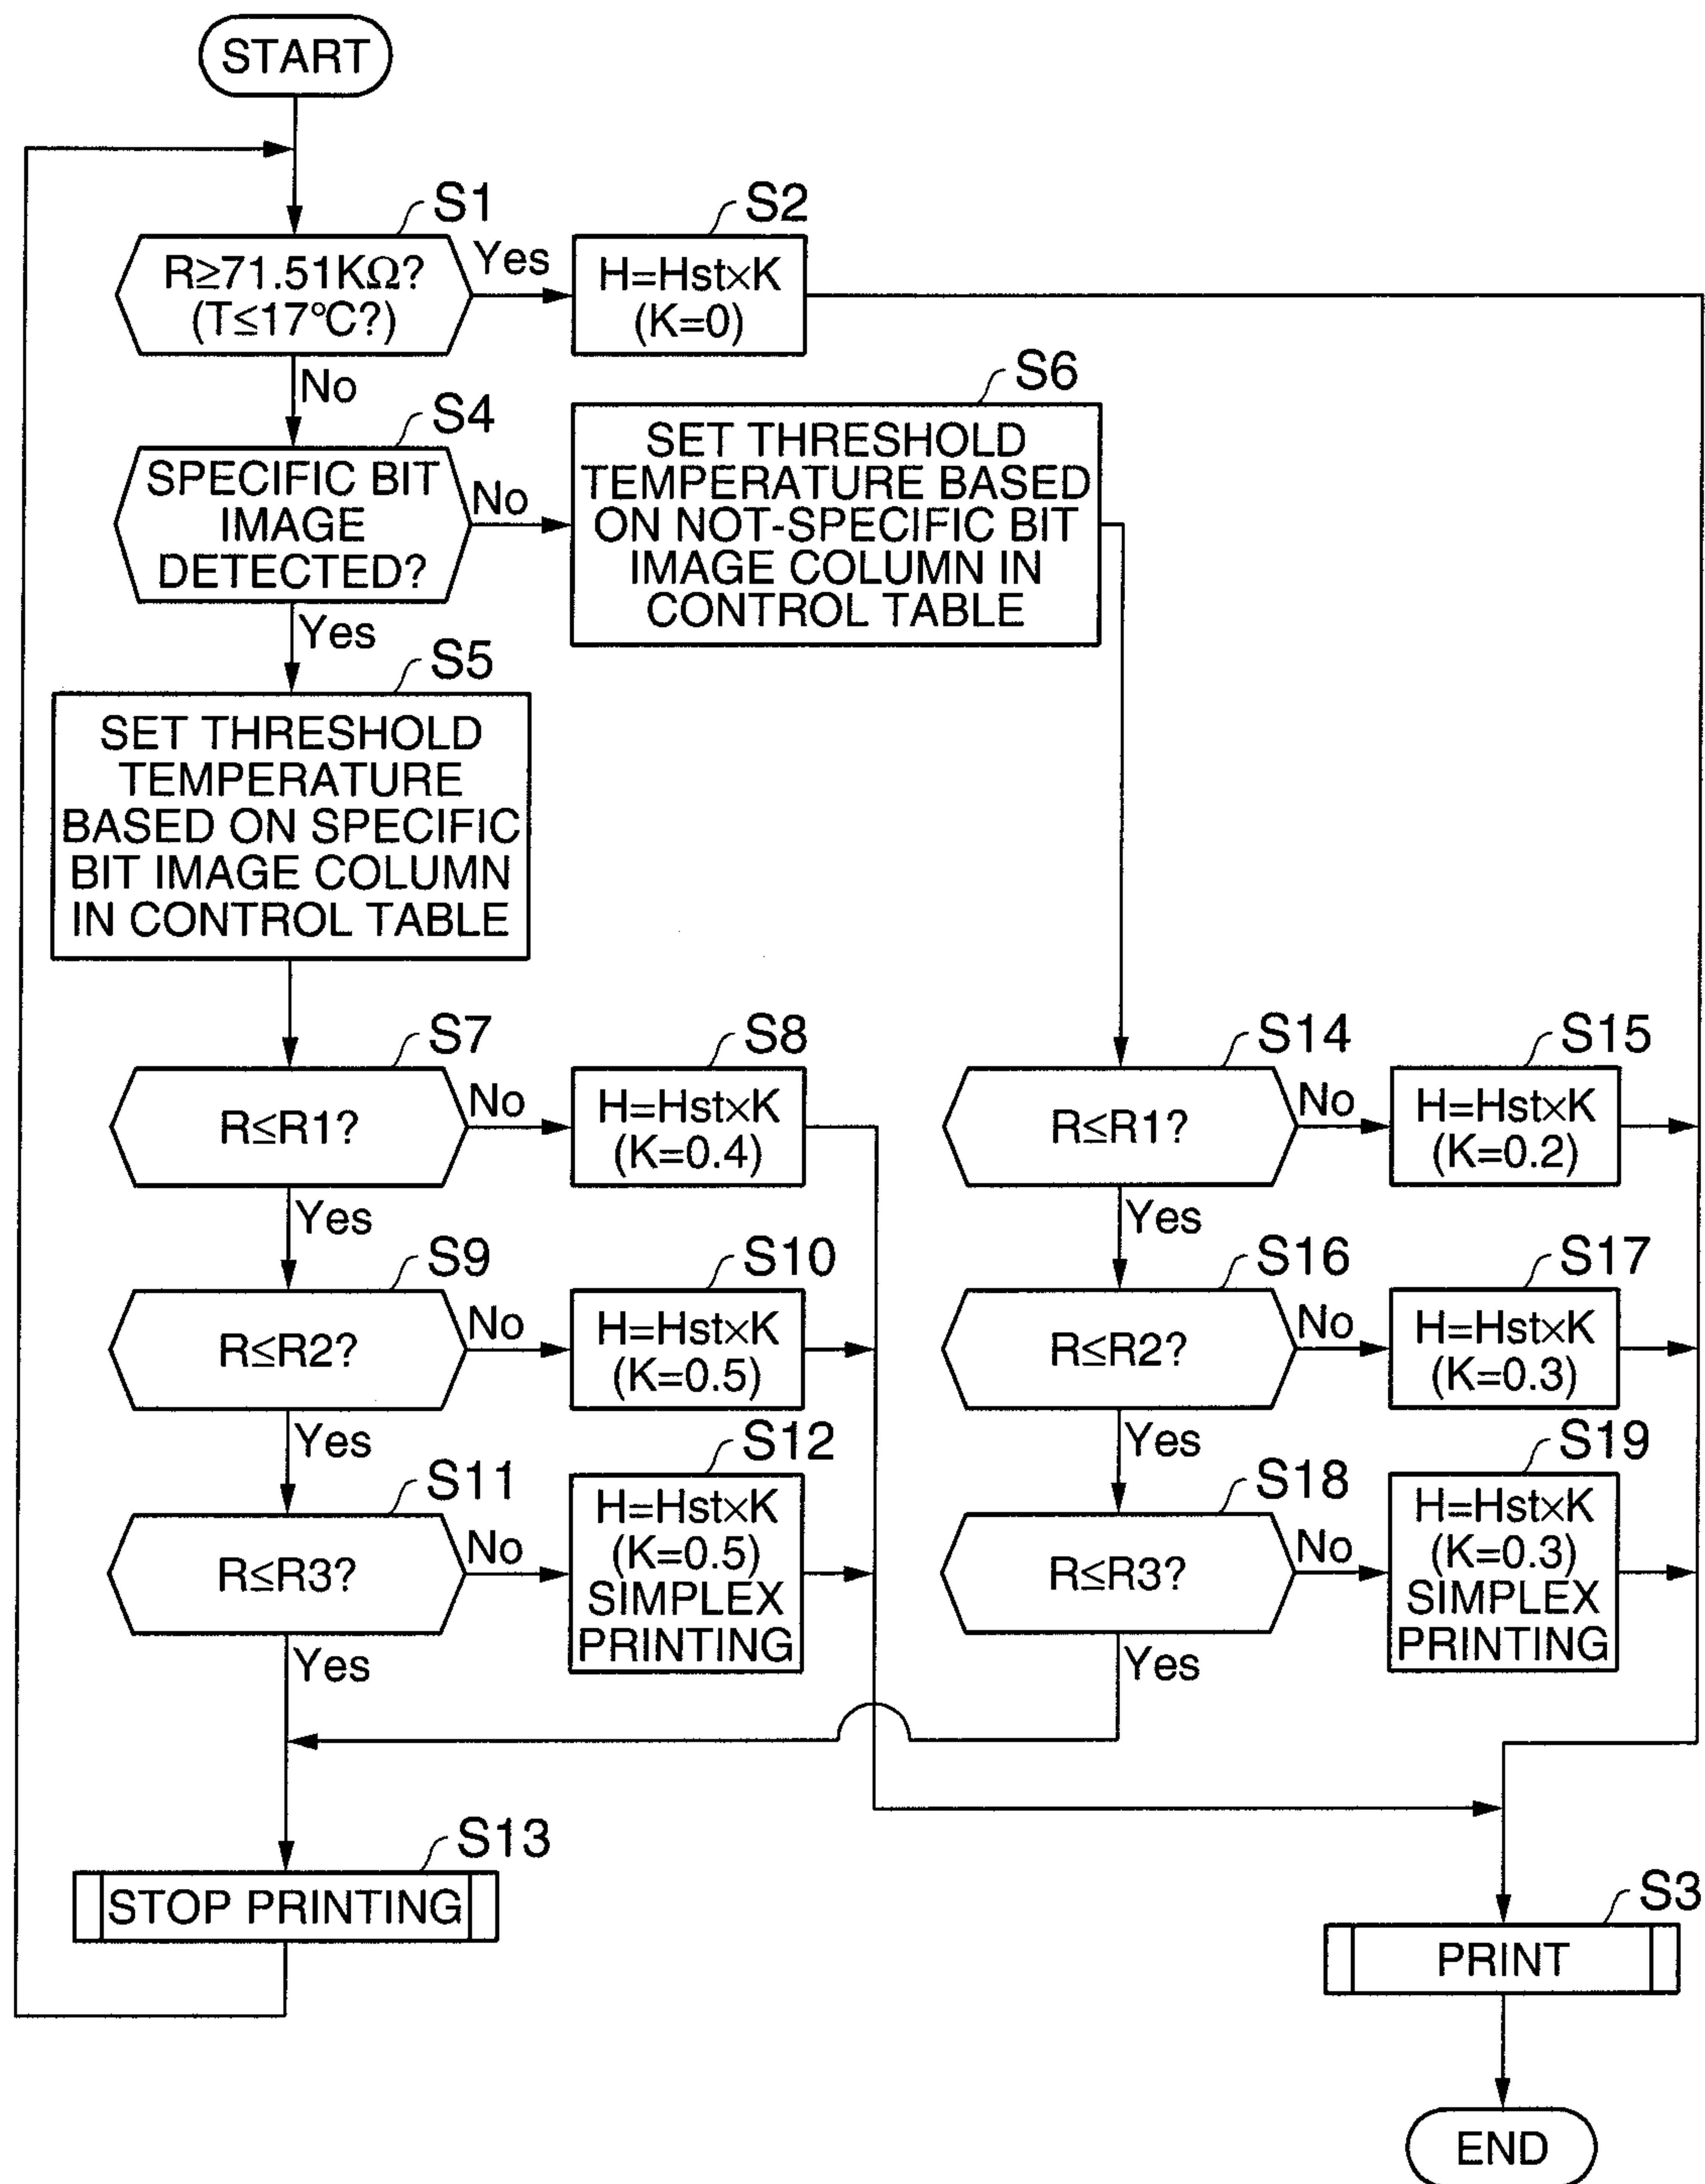 START
S1
R≥71.51KΩ?
(T≤17℃?)
Yes
S2
H=Hst×K
(K=0)
No
S4
SPECIFIC BIT
IMAGE
DETECTED?
No
S6
SET THRESHOLD
TEMPERATURE BASED
ON NOT-SPECIFIC BIT
IMAGE COLUMN IN
CONTROL TABLE
Yes
S5
SET THRESHOLD
TEMPERATURE
BASED ON SPECIFIC
BIT IMAGE COLUMN
IN CONTROL TABLE
S7
R≤R1?
No
S8
H=Hst×K
(K=0.4)
S14
R≤R1?
No
S15
H=Hst×K
(K=0.2)
Yes
Yes
S9
R≤R2?
No
S10
H=Hst×K
(K=0.5)
S16
R≤R2?
No
S17
H=Hst×K
(K=0.3)
Yes
Yes
S11
R≤R3?
No
S12
H=Hst×K
(K=0.5)
SIMPLEX
PRINTING
S18
R≤R3?
No
S19
H=Hst×K
(K=0.3)
SIMPLEX
PRINTING
Yes
Yes
S13
STOP PRINTING
S3
PRINT
END